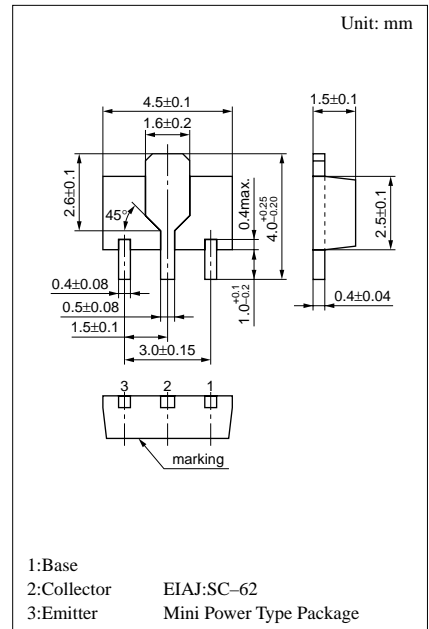 Unit: mm
4.5±0.1
1.6±0.2
1.5±0.1
2.6±0.1
45°
0.4max.
4.0+0.25−0.20
2.5±0.1
1.0+0.1−0.2
0.4±0.08
0.5±0.08
0.4±0.04
1.5±0.1
3.0±0.15
3 2 1
marking
1:Base
2:Collector EIAJ:SC–62
3:Emitter Mini Power Type Package